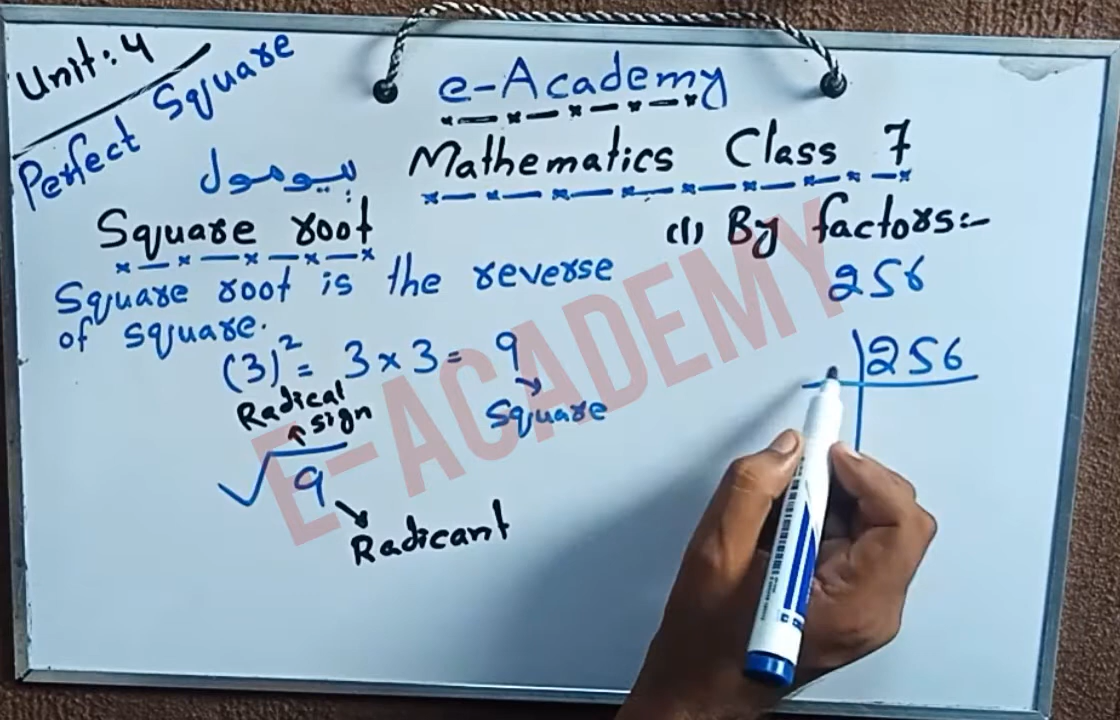 Unit: 4
Perfect Square
e-Academy
Mathematics Class 7
Square root
Square root is the reverse
of square.
(3)² = 3 × 3 = 9
Square
Radical
sign
√9
Radicant
(1) By factors:-
256
256
E-ACADEMY